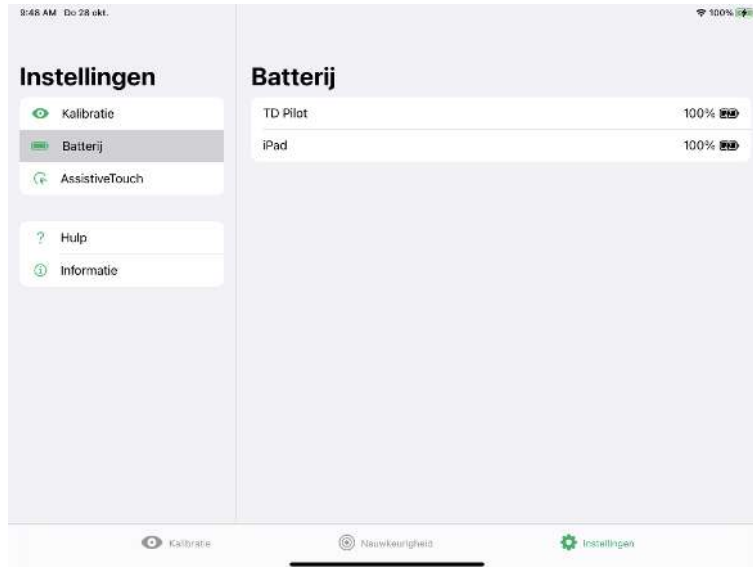 9:48 AM Do 28 okt.
100%
Instellingen
Kalibratie
Batterij
AssistiveTouch
Hulp
Informatie
Batterij
TD Pilot 100%
iPad 100%
Kalibratie
Nauwkeurigheid
Instellingen